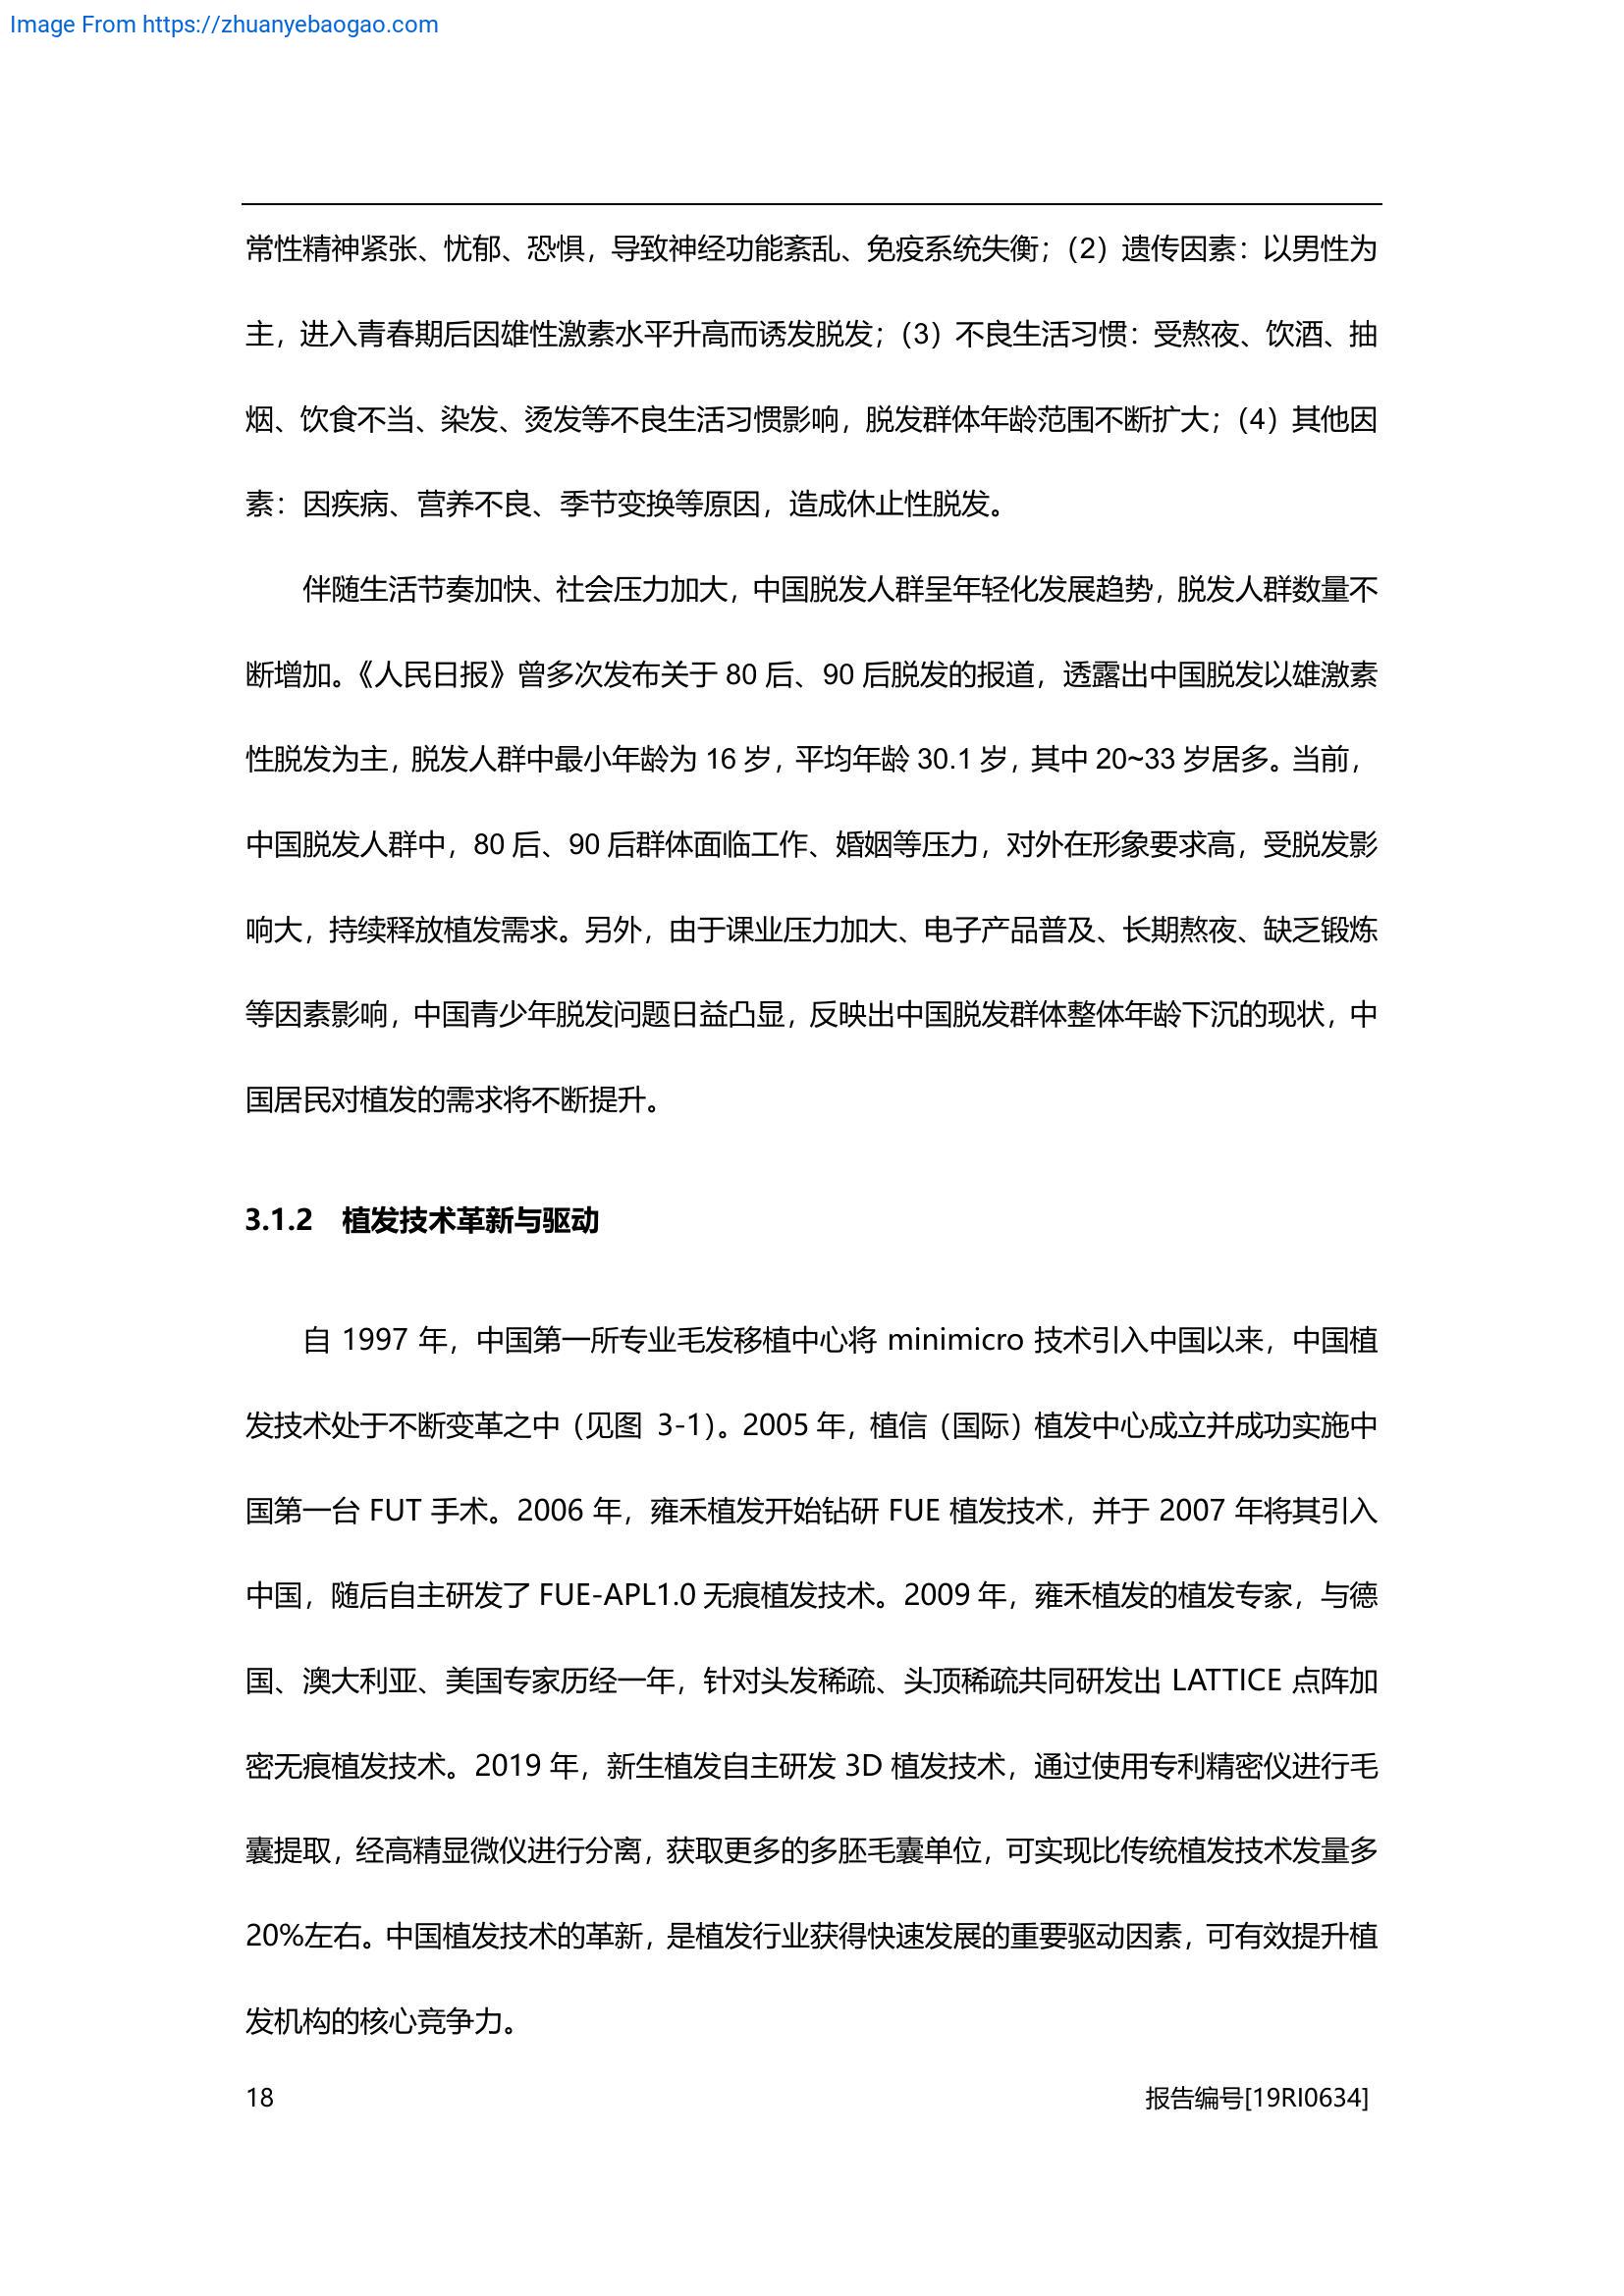 Image From https://zhuanyebaogao.com
常性精神紧张、忧郁、恐惧，导致神经功能紊乱、免疫系统失衡；（2）遗传因素：以男性为
主，进入青春期后因雄性激素水平升高而诱发脱发；（3）不良生活习惯：受熬夜、饮酒、抽
烟、饮食不当、染发、烫发等不良生活习惯影响，脱发群体年龄范围不断扩大；（4）其他因
素：因疾病、营养不良、季节变换等原因，造成休止性脱发。
伴随生活节奏加快、社会压力加大，中国脱发人群呈年轻化发展趋势，脱发人群数量不
断增加。《人民日报》曾多次发布关于 80 后、90 后脱发的报道，透露出中国脱发以雄激素
性脱发为主，脱发人群中最小年龄为 16 岁，平均年龄 30.1 岁，其中 20~33 岁居多。当前，
中国脱发人群中，80 后、90 后群体面临工作、婚姻等压力，对外在形象要求高，受脱发影
响大，持续释放植发需求。另外，由于课业压力加大、电子产品普及、长期熬夜、缺乏锻炼
等因素影响，中国青少年脱发问题日益凸显，反映出中国脱发群体整体年龄下沉的现状，中
国居民对植发的需求将不断提升。
3.1.2 植发技术革新与驱动
自 1997 年，中国第一所专业毛发移植中心将 minimicro 技术引入中国以来，中国植
发技术处于不断变革之中（见图 3-1）。2005 年，植信（国际）植发中心成立并成功实施中
国第一台 FUT 手术。2006 年，雍禾植发开始钻研 FUE 植发技术，并于 2007 年将其引入
中国，随后自主研发了 FUE-APL1.0 无痕植发技术。2009 年，雍禾植发的植发专家，与德
国、澳大利亚、美国专家历经一年，针对头发稀疏、头顶稀疏共同研发出 LATTICE 点阵加
密无痕植发技术。2019 年，新生植发自主研发 3D 植发技术，通过使用专利精密仪进行毛
囊提取，经高精显微仪进行分离，获取更多的多胚毛囊单位，可实现比传统植发技术发量多
20%左右。中国植发技术的革新，是植发行业获得快速发展的重要驱动因素，可有效提升植
发机构的核心竞争力。
18 报告编号[19RI0634]